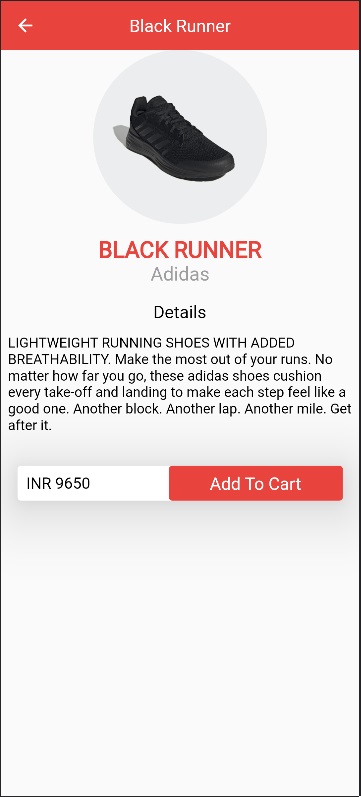 Black Runner
BLACK RUNNER
Adidas
Details
LIGHTWEIGHT RUNNING SHOES WITH ADDED
BREATHABILITY. Make the most out of your runs. No
matter how far you go, these adidas shoes cushion
every take-off and landing to make each step feel like a
good one. Another block. Another lap. Another mile. Get
after it.
INR 9650
Add To Cart